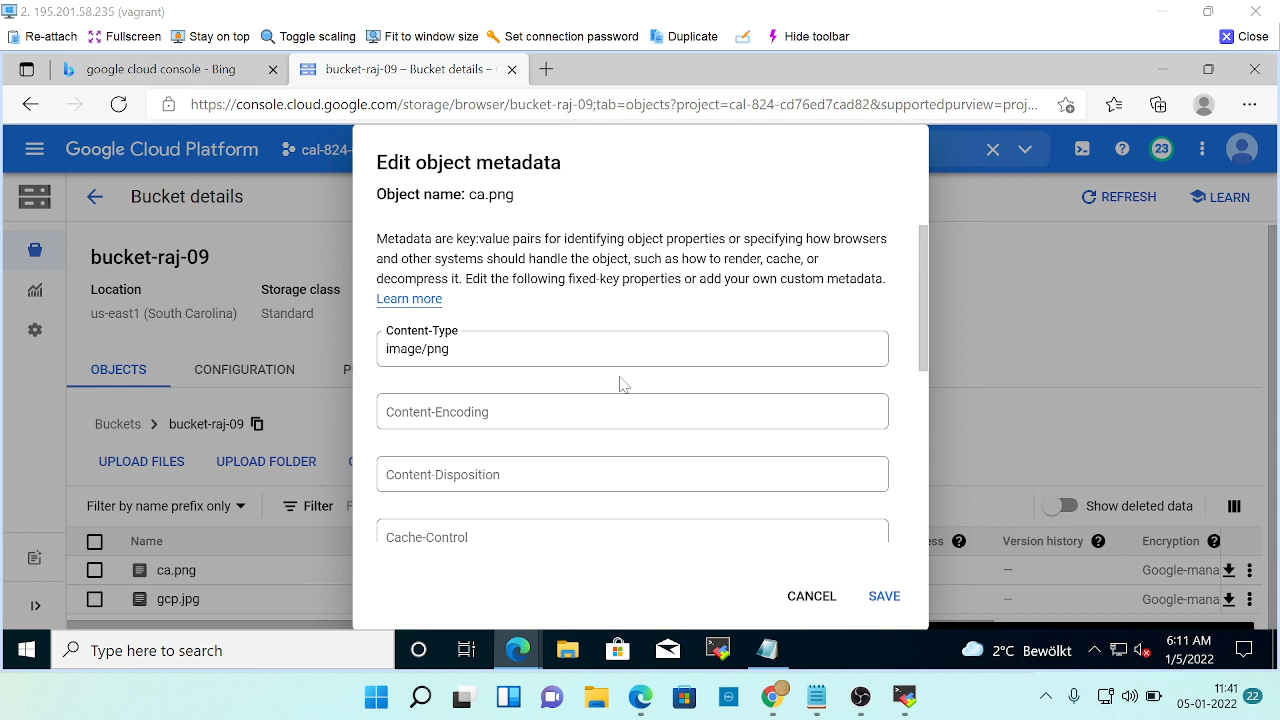 2. 195.201.58.235 (vagrant)
Re-attach Fullscreen Stay on top Toggle scaling Fit to window size Set connection password Duplicate Hide toolbar Close
google cloud console - Bing bucket-raj-09 – Bucket details –
https://console.cloud.google.com/storage/browser/bucket-raj-09;tab=objects?project=cal-824-cd76ed7cad82&supportedpurview=proj...
Google Cloud Platform cal-824- 23
Bucket details REFRESH LEARN
bucket-raj-09
Location Storage class
us-east1 (South Carolina) Standard
OBJECTS CONFIGURATION P
Buckets bucket-raj-09
UPLOAD FILES UPLOAD FOLDER
Filter by name prefix only Filter F Show deleted data
Name ess Version history Encryption
ca.png — Google-mana
gcp.jpg — Google-mana
Edit object metadata
Object name: ca.png
Metadata are key:value pairs for identifying object properties or specifying how browsers
and other systems should handle the object, such as how to render, cache, or
decompress it. Edit the following fixed-key properties or add your own custom metadata.
Learn more
Content-Type
image/png
Content-Encoding
Content-Disposition
Cache-Control
CANCEL SAVE
Type here to search 2°C Bewölkt 6:11 AM
1/5/2022
11:41
05-01-2022 22